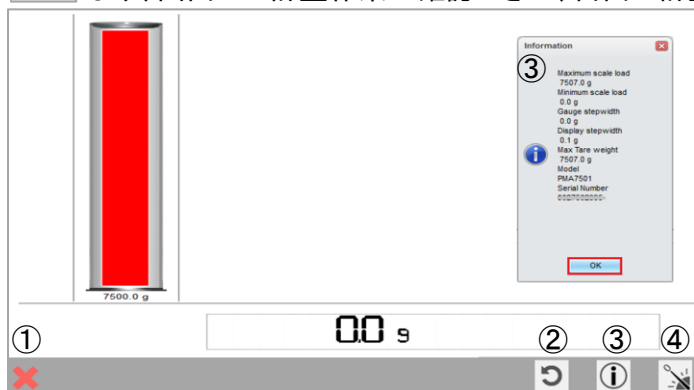 Information
③
Maximum scale load
7507.0 g
Minimum scale load
0.0 g
Gauge stepwidth
0.0 g
Display stepwidth
0.1 g
Max Tare weight
7507.0 g
Model
PMA7501
Serial Number
OK
7500.0 g
0.0 g
① ② ③ ④